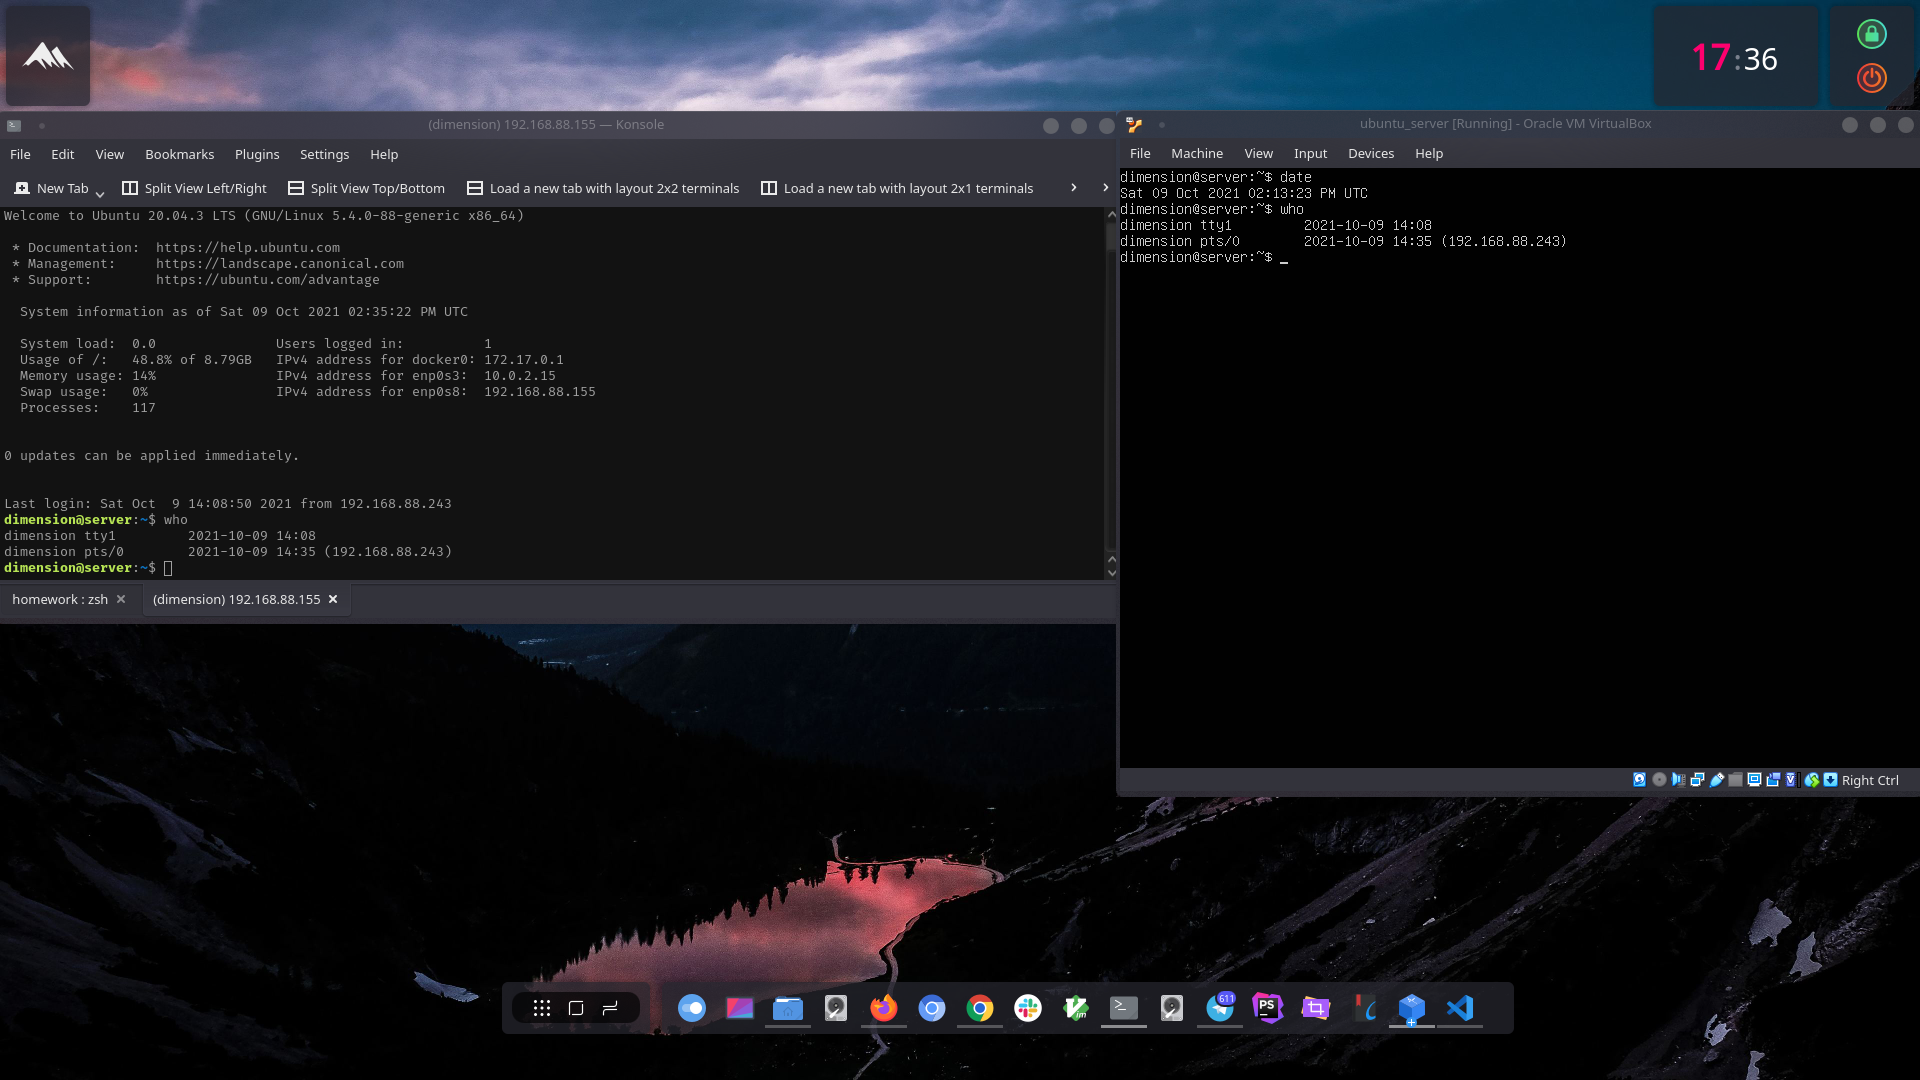 17:36
(dimension) 192.168.88.155 — Konsole
File Edit View Bookmarks Plugins Settings Help
New Tab Split View Left/Right Split View Top/Bottom Load a new tab with layout 2x2 terminals Load a new tab with layout 2x1 terminals
Welcome to Ubuntu 20.04.3 LTS (GNU/Linux 5.4.0-88-generic x86_64)
* Documentation: https://help.ubuntu.com
* Management: https://landscape.canonical.com
* Support: https://ubuntu.com/advantage
System information as of Sat 09 Oct 2021 02:35:22 PM UTC
System load: 0.0 Users logged in: 1
Usage of /: 48.8% of 8.79GB IPv4 address for docker0: 172.17.0.1
Memory usage: 14% IPv4 address for enp0s3: 10.0.2.15
Swap usage: 0% IPv4 address for enp0s8: 192.168.88.155
Processes: 117
0 updates can be applied immediately.
Last login: Sat Oct  9 14:08:50 2021 from 192.168.88.243
dimension@server:~$ who
dimension tty1 2021-10-09 14:08
dimension pts/0 2021-10-09 14:35 (192.168.88.243)
dimension@server:~$
homework : zsh (dimension) 192.168.88.155
ubuntu_server [Running] - Oracle VM VirtualBox
File Machine View Input Devices Help
dimension@server:~$ date
Sat 09 Oct 2021 02:13:23 PM UTC
dimension@server:~$ who
dimension tty1 2021-10-09 14:08
dimension pts/0 2021-10-09 14:35 (192.168.88.243)
dimension@server:~$ _
Right Ctrl
611
PS